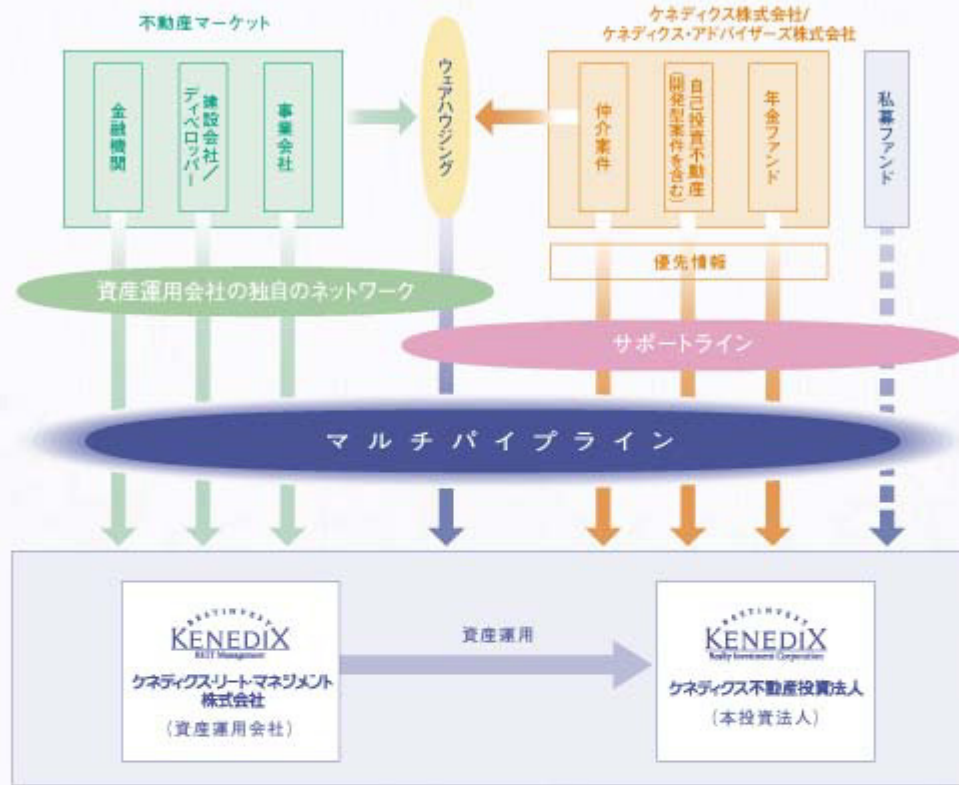 不動産マーケット
ケネディクス株式会社/
ケネディクス・アドバイザーズ株式会社
金融機関
建設会社/
ディベロッパー
事業会社
ウェアハウジング
仲介案件
自己投資不動産
(開発型案件を含む)
年金ファンド
私募ファンド
優先情報
資産運用会社の独自のネットワーク
サポートライン
マルチパイプライン
BESTINVEST
KENEDIX
REIT Management
ケネディクス・リート・マネジメント
株式会社
(資産運用会社)
資産運用
BESTINVEST
KENEDIX
Realty Investment Corporation
ケネディクス不動産投資法人
(本投資法人)